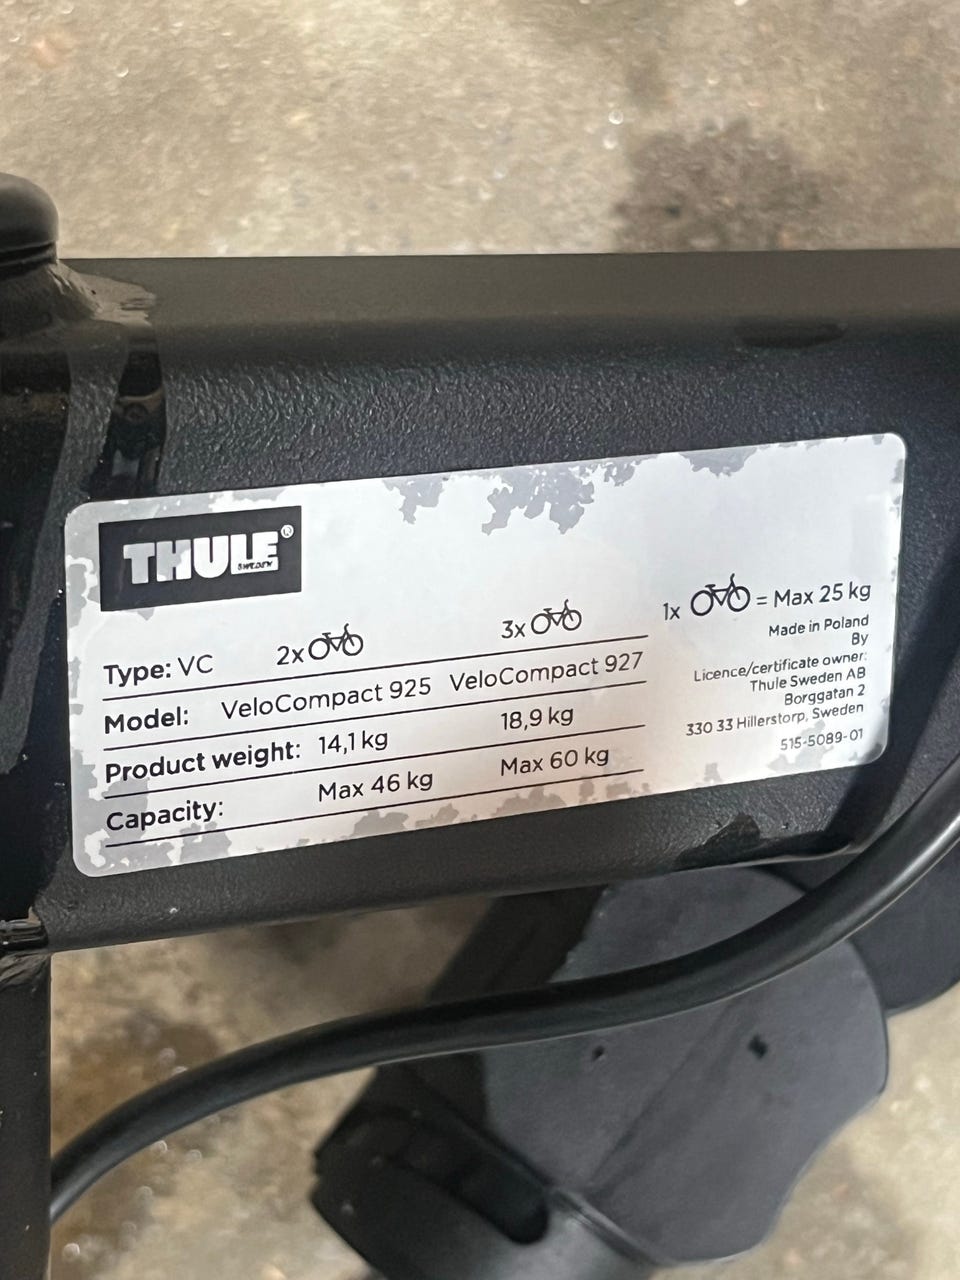 THULE®
SWEDEN
Type: VC 2x 3x
Model: VeloCompact 925 VeloCompact 927
Product weight: 14,1 kg 18,9 kg
Capacity: Max 46 kg Max 60 kg
1x = Max 25 kg
Made in Poland
By
Licence/certificate owner:
Thule Sweden AB
Borggatan 2
330 33 Hillerstorp, Sweden
515-5089-01